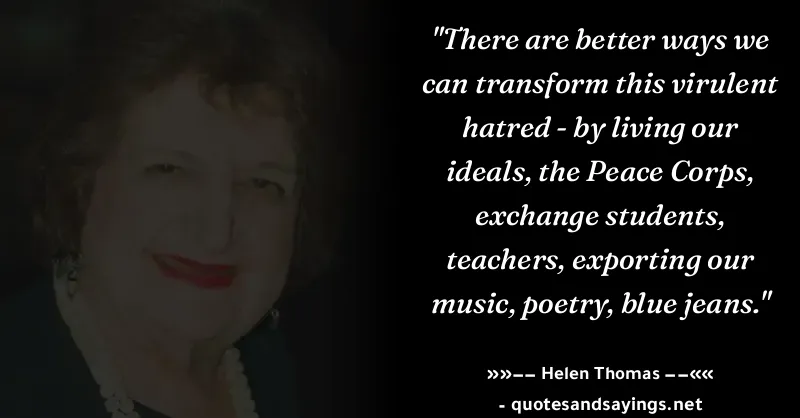 "There are better ways we
can transform this virulent
hatred - by living our
ideals, the Peace Corps,
exchange students,
teachers, exporting our
music, poetry, blue jeans."
»»−− Helen Thomas −−««
- quotesandsayings.net